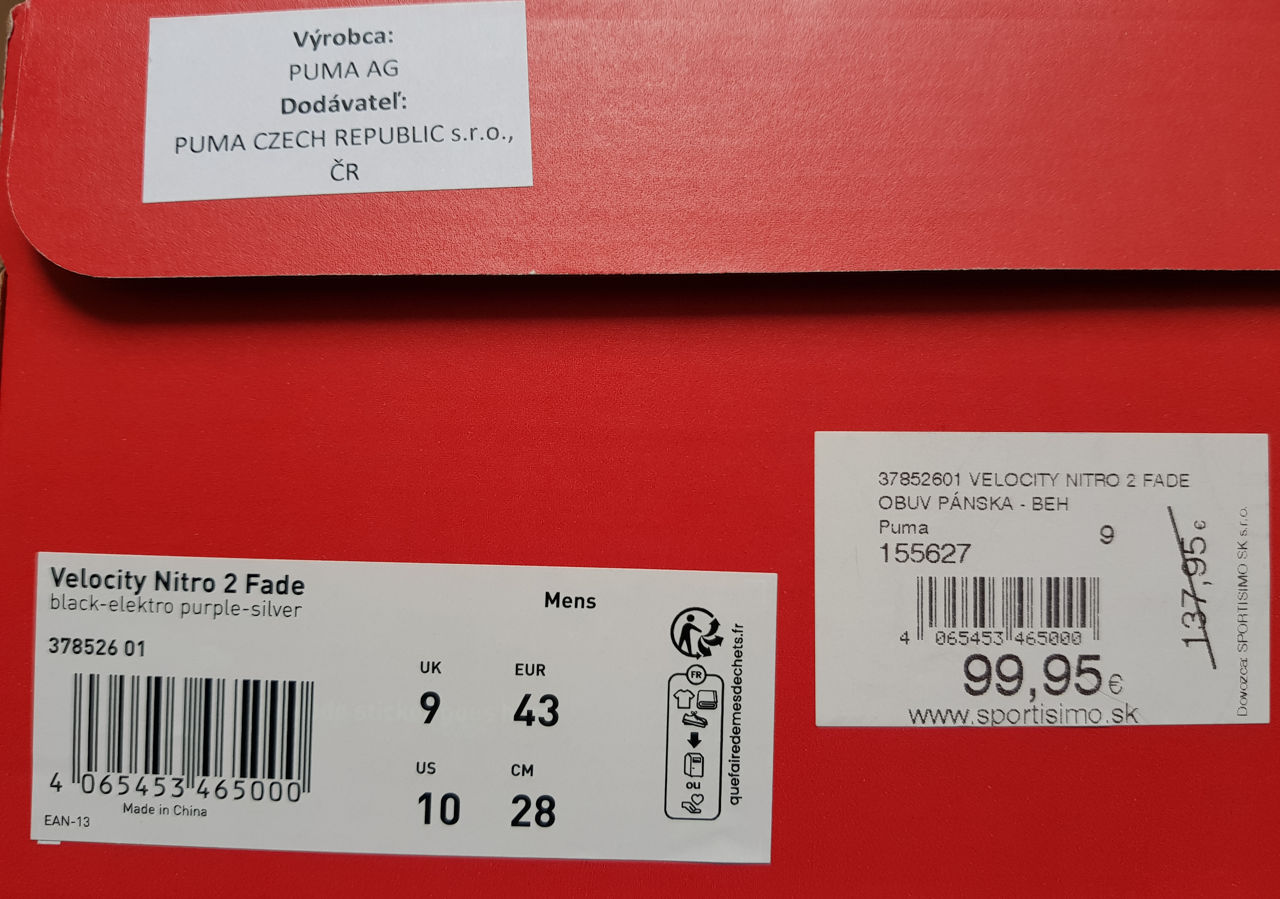 Výrobca:
PUMA AG
Dodávateľ:
PUMA CZECH REPUBLIC s.r.o.,
ČR
Velocity Nitro 2 Fade
black-elektro purple-silver
Mens
378526 01
UK
EUR
9
43
US
CM
10
28
4 065453 465000
Made in China
EAN-13
FR
OU
quefairedemesdechets.fr
37852601 VELOCITY NITRO 2 FADE
OBUV PÁNSKA - BEH
Puma
9
155627
4 065453 465000
99,95€
www.sportisimo.sk
137,95€
Dovozca: SPORTISIMO SK s.r.o.